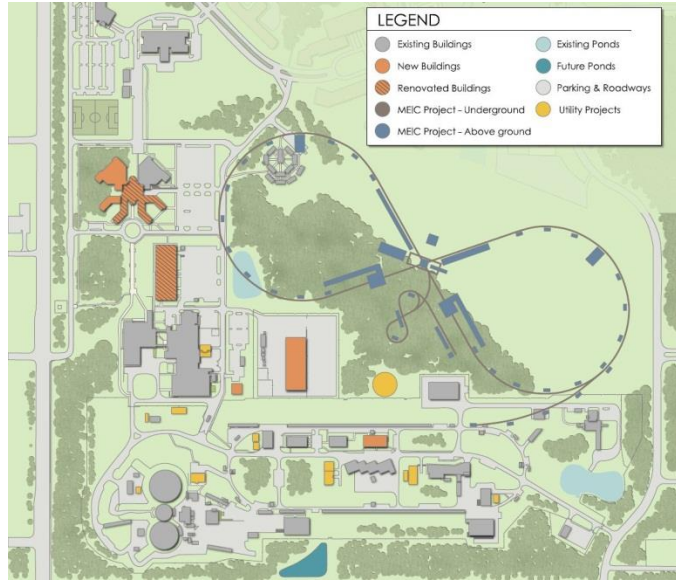 LEGEND
Existing Buildings
New Buildings
Renovated Buildings
MEIC Project - Underground
MEIC Project - Above ground
Existing Ponds
Future Ponds
Parking & Roadways
Utility Projects